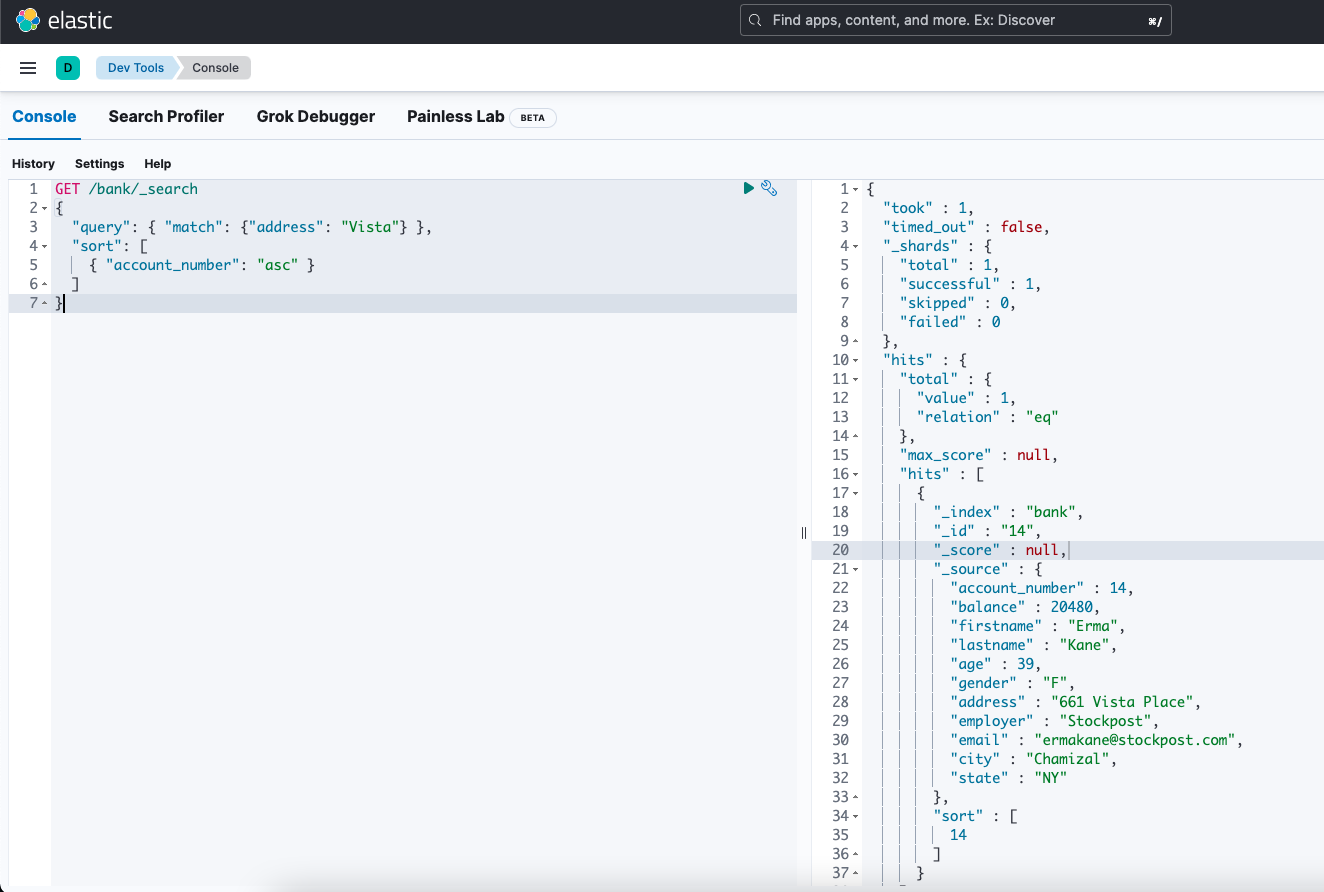 elastic
Find apps, content, and more. Ex: Discover ⌘/
D Dev Tools Console
Console Search Profiler Grok Debugger Painless Lab BETA
History Settings Help
1 GET /bank/_search
2 {
3 "query": { "match": {"address": "Vista"} },
4 "sort": [
5 { "account_number": "asc" }
6 ]
7 }
1 {
2 "took" : 1,
3 "timed_out" : false,
4 "_shards" : {
5 "total" : 1,
6 "successful" : 1,
7 "skipped" : 0,
8 "failed" : 0
9 },
10 "hits" : {
11 "total" : {
12 "value" : 1,
13 "relation" : "eq"
14 },
15 "max_score" : null,
16 "hits" : [
17 {
18 "_index" : "bank",
19 "_id" : "14",
20 "_score" : null,
21 "_source" : {
22 "account_number" : 14,
23 "balance" : 20480,
24 "firstname" : "Erma",
25 "lastname" : "Kane",
26 "age" : 39,
27 "gender" : "F",
28 "address" : "661 Vista Place",
29 "employer" : "Stockpost",
30 "email" : "ermakane@stockpost.com",
31 "city" : "Chamizal",
32 "state" : "NY"
33 },
34 "sort" : [
35 14
36 ]
37 }